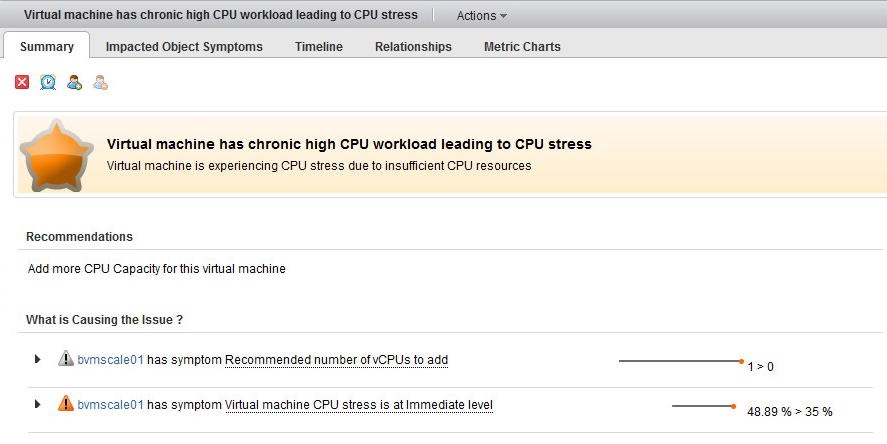 Virtual machine has chronic high CPU workload leading to CPU stress Actions
Summary Impacted Object Symptoms Timeline Relationships Metric Charts
Virtual machine has chronic high CPU workload leading to CPU stress
Virtual machine is experiencing CPU stress due to insufficient CPU resources
Recommendations
Add more CPU Capacity for this virtual machine
What is Causing the Issue ?
bvmscale01 has symptom Recommended number of vCPUs to add 1 > 0
bvmscale01 has symptom Virtual machine CPU stress is at Immediate level 48.89 % > 35 %